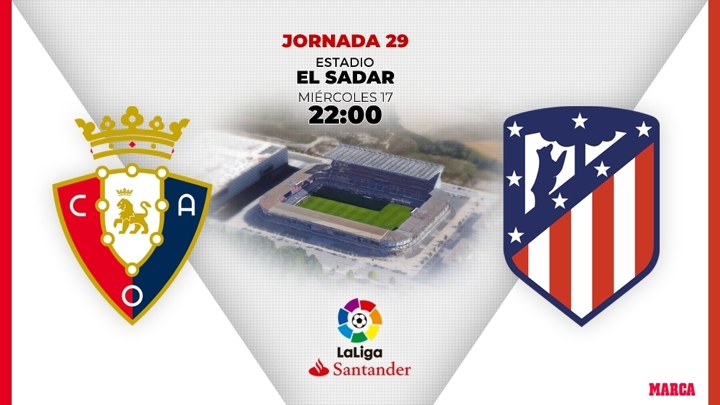 JORNADA 29
ESTADIO
EL SADAR
MIÉRCOLES 17
22:00
C A
O
LaLiga
Santander
MARCA